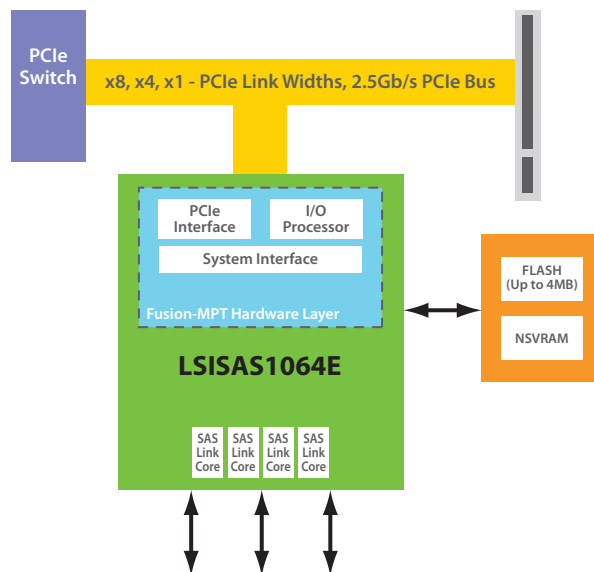 PCIe
Switch
x8, x4, x1 - PCIe Link Widths, 2.5Gb/s PCIe Bus
PCIe
Interface
I/O
Processor
System Interface
Fusion-MPT Hardware Layer
FLASH
(Up to 4MB)
NSVRAM
LSISAS1064E
SAS
Link
Core
SAS
Link
Core
SAS
Link
Core
SAS
Link
Core